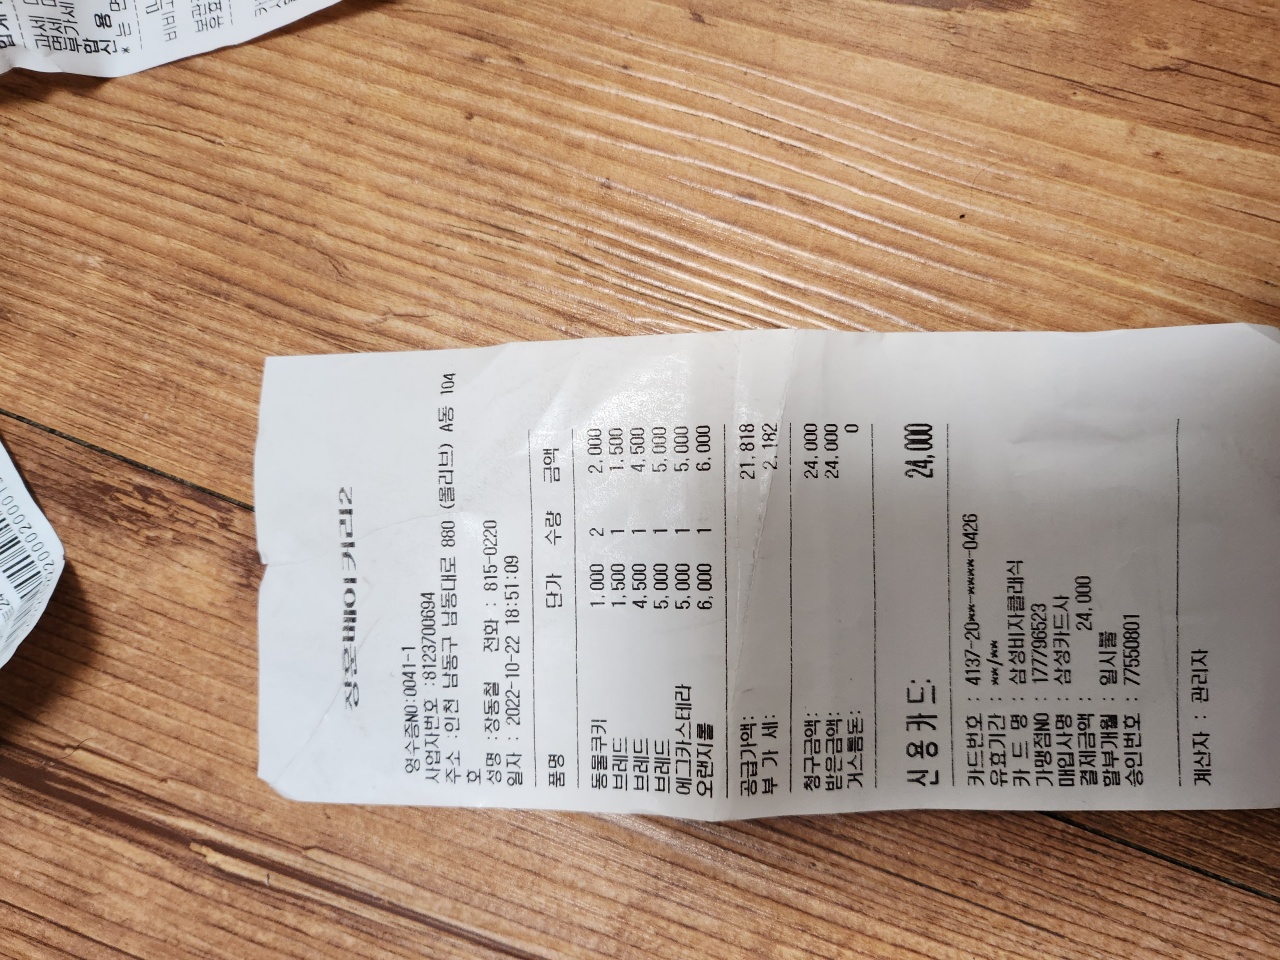 장운베이커리2
영수증NO:0041-1
사업자번호 :8123700694
주소 :인천 남동구 남동대로 880 (올리브) A동 104
호
성명 :장동철 전화 : 815-0220
일자 : 2022-10-22 18:51:09
품명 단가 수량 금액
동물쿠키 1,000 2 2,000
브레드 1,500 1 1,500
브레드 4,500 1 4,500
브레드 5,000 1 5,000
에그카스테라 5,000 1 5,000
오랜지롤 6,000 1 6,000
공급가액: 21,818
부 가 세: 2,182
청구금액: 24,000
받은금액: 24,000
거스름돈: 0
신용카드: 24,000
카드번호 : 4137-20**-****-0426
유효기간 : **/**
카 드 명 : 삼성비자클래식
가맹점NO : 177796523
매입사명 : 삼성카드사
결제금액 : 24,000
할부개월 : 일시불
승인번호 : 77550801
계산자 : 관리자